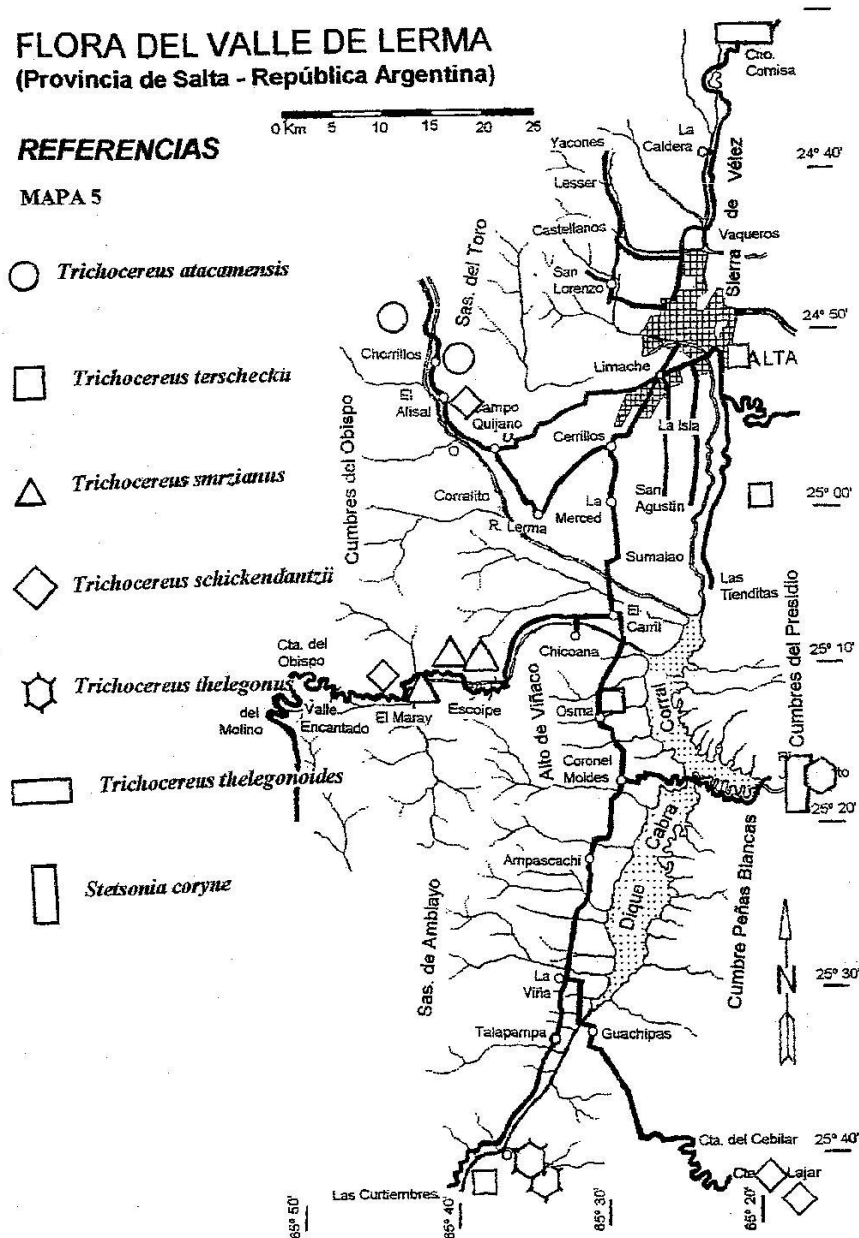 FLORA DEL VALLE DE LERMA
(Provincia de Salta - República Argentina)
0 Km 5 10 15 20 25
REFERENCIAS
MAPA 5
Trichocereus atacamensis
Trichocereus terscheckii
Trichocereus smrzianus
Trichocereus schickendantzii
Trichocereus thelegonus
Trichocereus thelegonoides
Stetsonia coryne
Cno.
Cornisa
La
Caldera
24° 40'
Yacones
Lesser
Castellanos
Vaqueros
Sierra de Vélez
San
Lorenzo
Sas. del Toro
24° 50'
Chorrillos
Limache
ALTA
El
Alisal
Campo
Quijano
Cerrillos
La Isla
Cumbres del Obispo
Corralito
R. Lerma
La
Merced
San
Agustín
25° 00'
Sumalao
Las
Tienditas
El
Carril
Chicoana
Cumbres del Presidio
25° 10'
Cta. del
Obispo
del
Molino
Valle
Encantado
El Maray
Escoipe
Alto de Viñaco
Osma
Corral
Coronel
Moldes
to
25° 20'
Cabra
Dique
Ampascachi
Cumbre Peñas Blancas
Sas. de Amblayo
N
25° 30'
La
Viña
Talapampa
Guachipas
Cta. del Cebilar
25° 40'
Cta.
Lajar
Las Curtiembres
65° 50'
65° 40'
65° 30'
65° 20'